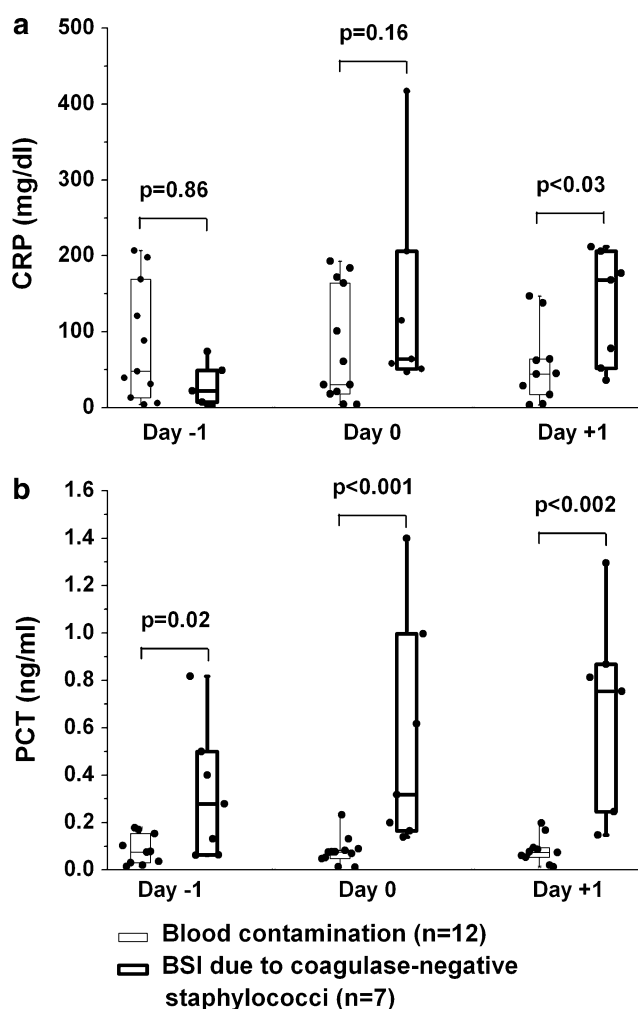 a
500
p=0.16
400
300
p=0.86
p<0.03
200
100
0
CRP (mg/dl)
Day -1 Day 0 Day +1
b
1.6
p<0.001
p<0.002
1.4
1.2
1.0
p=0.02
0.8
0.6
0.4
0.2
0.0
PCT (ng/ml)
Day -1 Day 0 Day +1
Blood contamination (n=12)
BSI due to coagulase-negative
staphylococci (n=7)